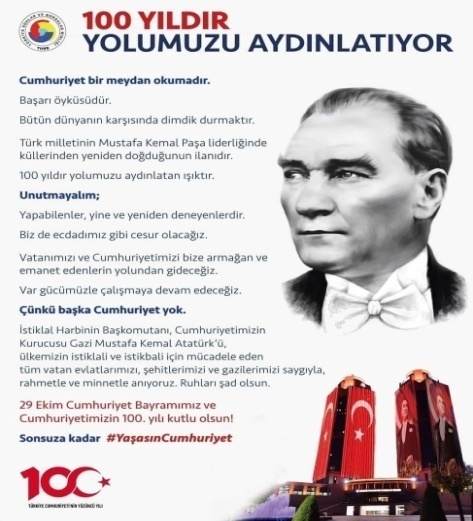 100 YILDIR
YOLUMUZU AYDINLATIYOR
Cumhuriyet bir meydan okumadır.
Başarı öyküsüdür.
Bütün dünyanın karşısında dimdik durmaktır.
Türk milletinin Mustafa Kemal Paşa liderliğinde
küllerinden yeniden doğduğunun ilanıdır.
100 yıldır yolumuzu aydınlatan ışıktır.
Unutmayalım;
Yapabilenler, yine ve yeniden deneyenlerdir.
Biz de ecdadımız gibi cesur olacağız.
Vatanımızı ve Cumhuriyetimizi bize armağan ve
emanet edenlerin yolundan gideceğiz.
Var gücümüzle çalışmaya devam edeceğiz.
Çünkü başka Cumhuriyet yok.
İstiklal Harbinin Başkomutanı, Cumhuriyetimizin
Kurucusu Gazi Mustafa Kemal Atatürk’ü,
ülkemizin istiklali ve istikbali için mücadele eden
tüm vatan evlatlarımızı, şehitlerimizi ve gazilerimizi saygıyla,
rahmetle ve minnetle anıyoruz. Ruhları şad olsun.
29 Ekim Cumhuriyet Bayramımız ve
Cumhuriyetimizin 100. yılı kutlu olsun!
Sonsuza kadar #YaşasınCumhuriyet
100
TÜRKİYE CUMHURİYETİ'NİN YÜZÜNCÜ YILI